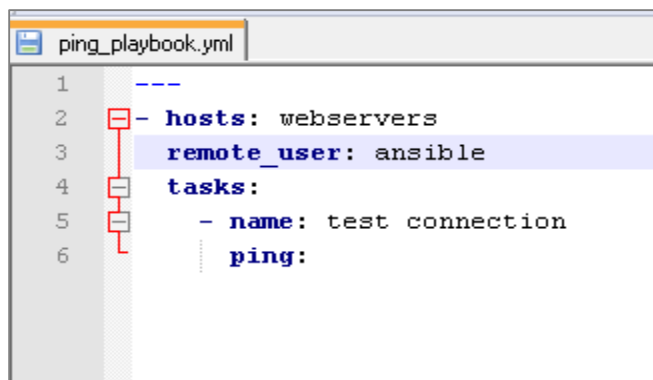 ping_playbook.yml
1 ---
2 - hosts: webservers
3   remote_user: ansible
4   tasks:
5     - name: test connection
6       ping: